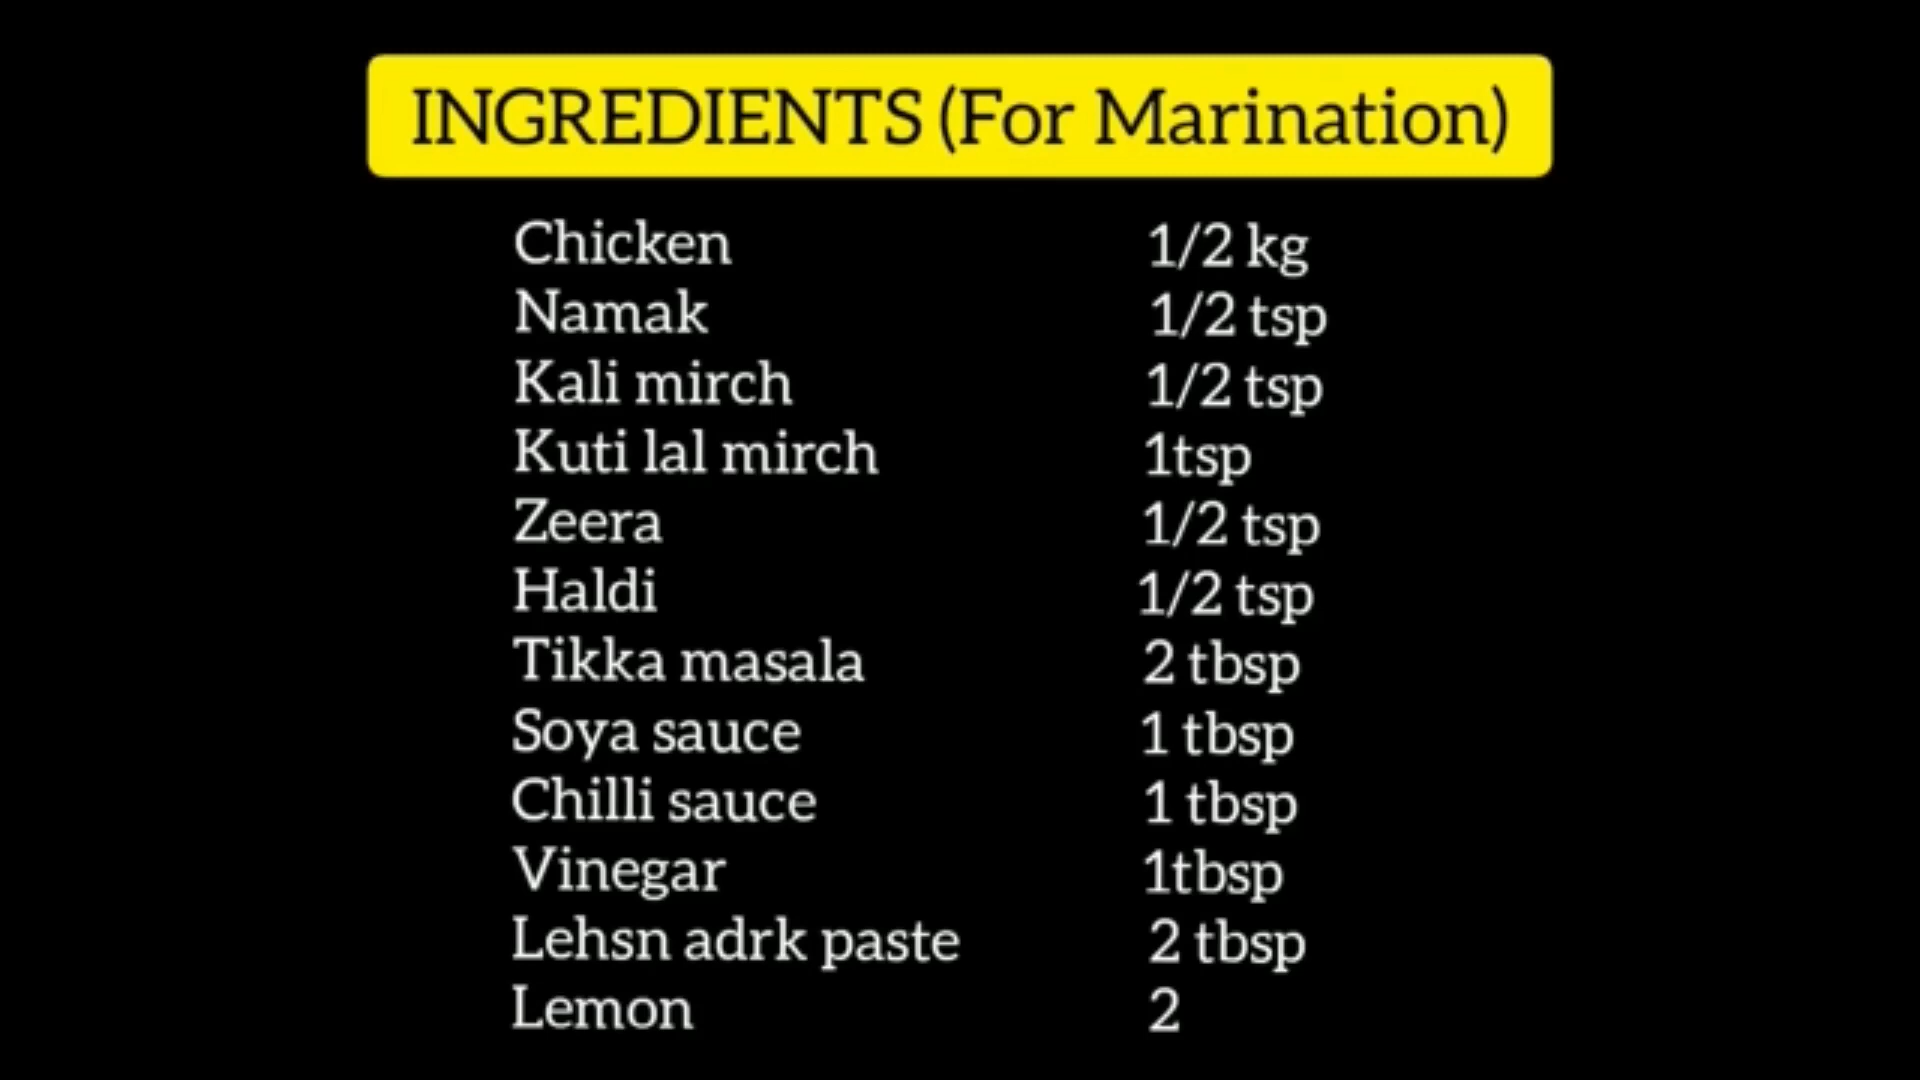 INGREDIENTS (For Marination)
Chicken 1/2 kg
Namak 1/2 tsp
Kali mirch 1/2 tsp
Kuti lal mirch 1tsp
Zeera 1/2 tsp
Haldi 1/2 tsp
Tikka masala 2 tbsp
Soya sauce 1 tbsp
Chilli sauce 1 tbsp
Vinegar 1tbsp
Lehsn adrk paste 2 tbsp
Lemon 2